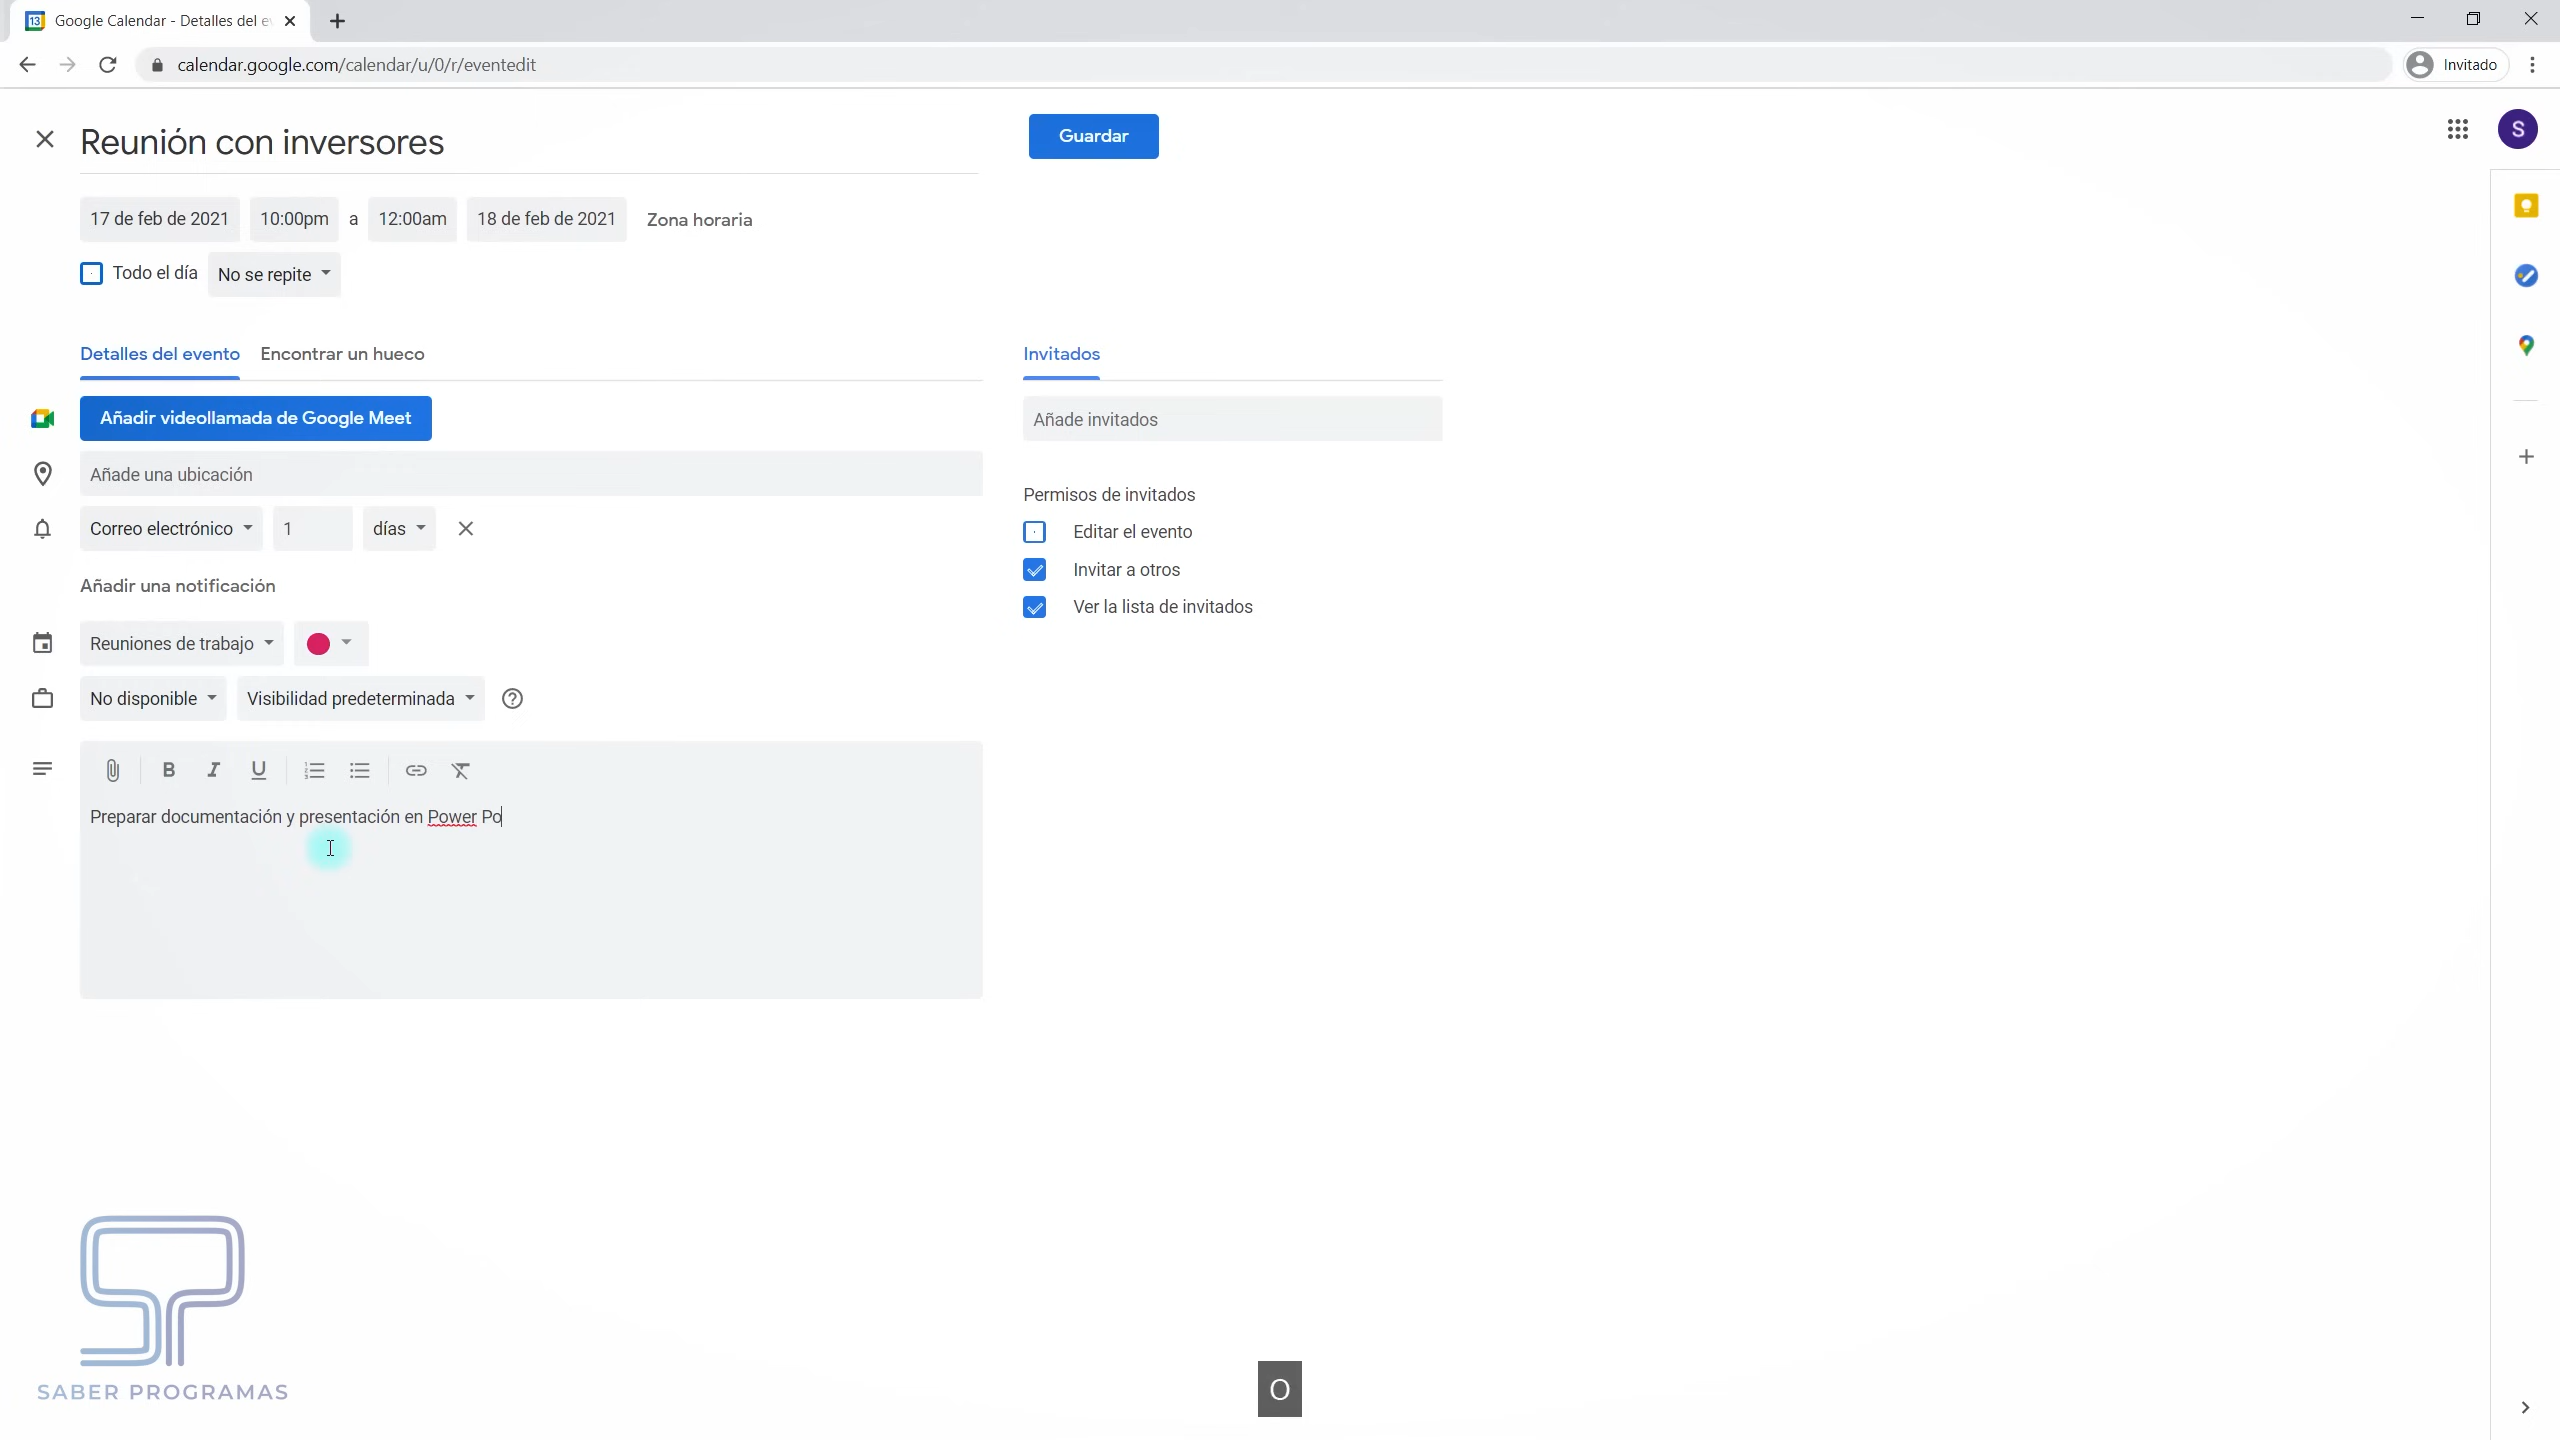 Google Calendar - Detalles del e
calendar.google.com/calendar/u/0/r/eventedit
Invitado
Reunión con inversores
Guardar
S
17 de feb de 2021 10:00pm a 12:00am 18 de feb de 2021 Zona horaria
Todo el día No se repite
Detalles del evento Encontrar un hueco
Invitados
Añadir videollamada de Google Meet
Añade invitados
Añade una ubicación
Permisos de invitados
Correo electrónico 1 días
Editar el evento
Invitar a otros
Añadir una notificación
Ver la lista de invitados
Reuniones de trabajo
No disponible Visibilidad predeterminada
B I U
Preparar documentación y presentación en Power Po
SABER PROGRAMAS
O